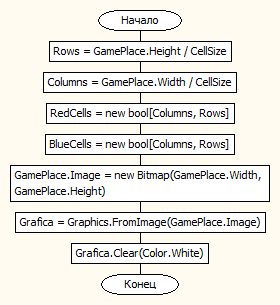 Начало
Rows = GamePlace.Height / CellSize
Columns = GamePlace.Width / CellSize
RedCells = new bool[Columns, Rows]
BlueCells = new bool[Columns, Rows]
GamePlace.Image = new Bitmap(GamePlace.Width,
GamePlace.Height)
Grafica = Graphics.FromImage(GamePlace.Image)
Grafica.Clear(Color.White)
Конец